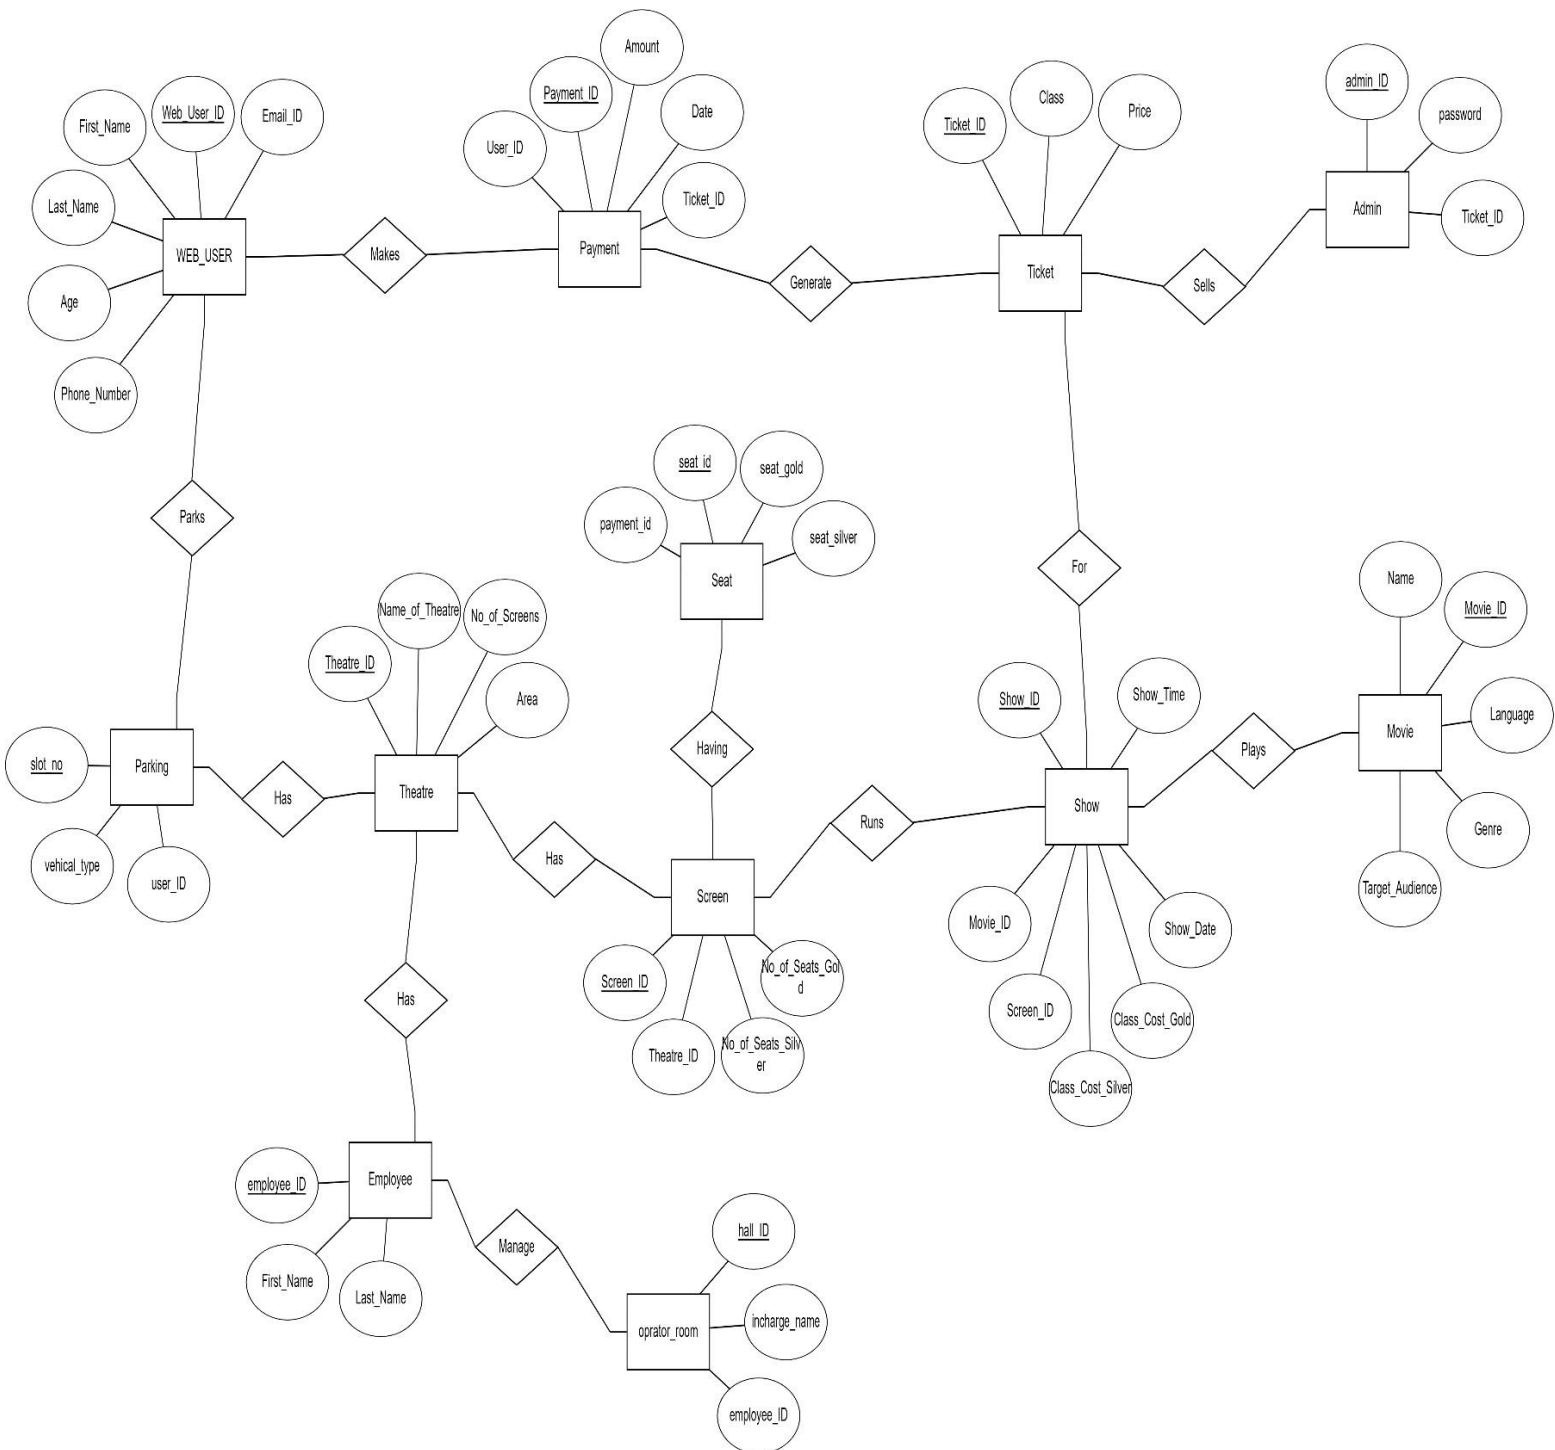 Amount
admin_ID
Payment_ID
Class
Web_User_ID
Email_ID
Date
Price
password
First_Name
Ticket_ID
User_ID
Ticket_ID
Last_Name
Admin
Ticket_ID
Payment
WEB_USER
Makes
Ticket
Generate
Sells
Age
Phone_Number
seat_id
seat_gold
Parks
payment_id
seat_silver
For
Seat
Name
Name_of_Theatre
No_of_Screens
Movie_ID
Theatre_ID
Show_ID
Show_Time
Area
Language
Movie
Having
Plays
slot_no
Parking
Theatre
Has
Show
Runs
Genre
Has
vehical_type
user_ID
Target_Audience
Screen
Movie_ID
Show_Date
No_of_Seats_Gol
d
Screen_ID
Has
Screen_ID
Class_Cost_Gold
Theatre_ID
No_of_Seats_Silv
er
Class_Cost_Silver
employee_ID
Employee
hall_ID
Manage
First_Name
Last_Name
incharge_name
oprator_room
employee_ID